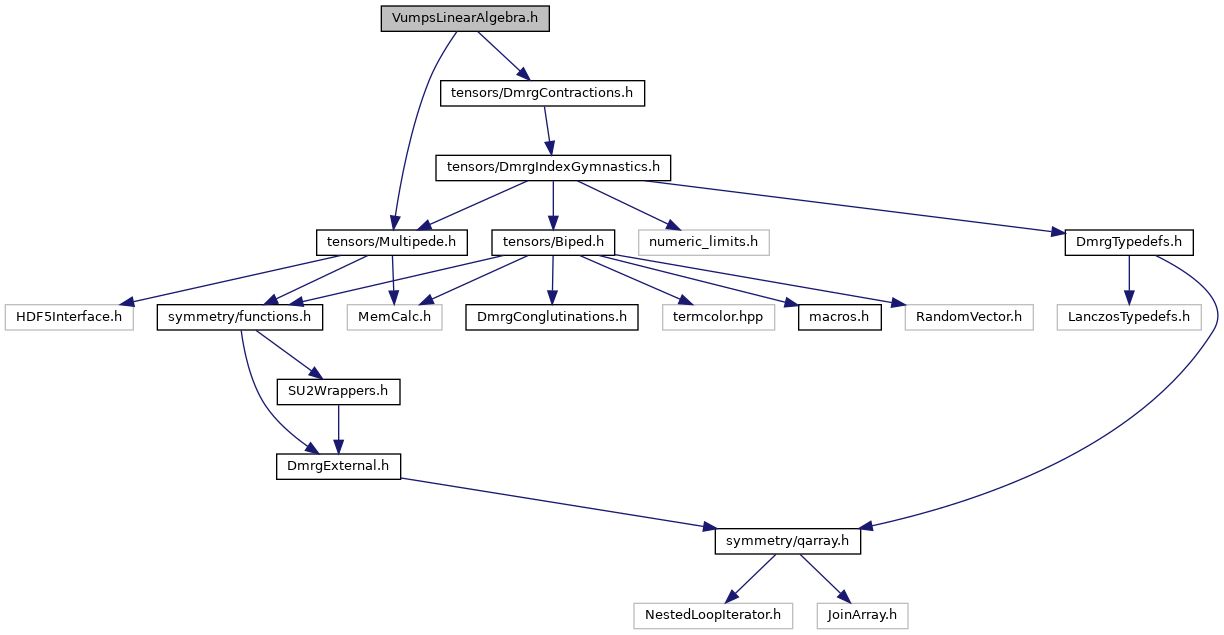 VumpsLinearAlgebra.h
tensors/DmrgContractions.h
tensors/DmrgIndexGymnastics.h
tensors/Multipede.h
tensors/Biped.h
numeric_limits.h
DmrgTypedefs.h
HDF5Interface.h
symmetry/functions.h
MemCalc.h
DmrgConglutinations.h
termcolor.hpp
macros.h
RandomVector.h
LanczosTypedefs.h
SU2Wrappers.h
DmrgExternal.h
symmetry/qarray.h
NestedLoopIterator.h
JoinArray.h